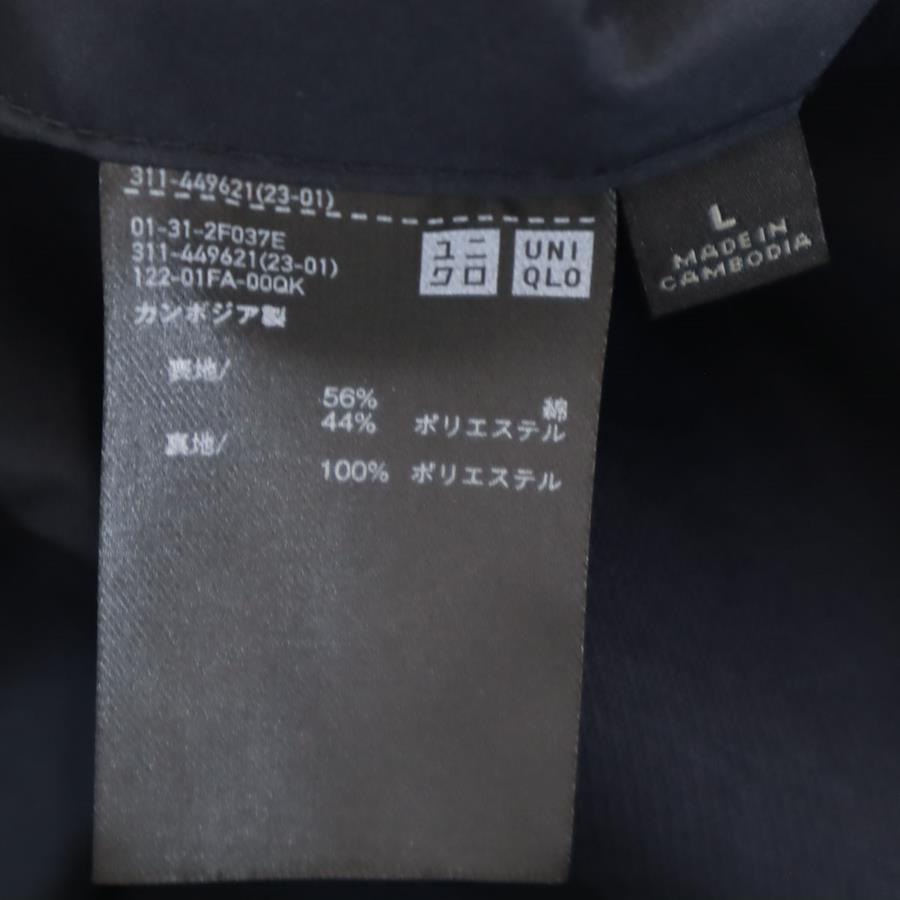 311-449621(23-01)
01-31-2F037E
311-449621(23-01)
122-01FA-00QK
カンボジア製
ユニ
クロ
UNI
QLO
表地/
56% 綿
44% ポリエステル
裏地/
100% ポリエステル
L
MADE IN
CAMBODIA